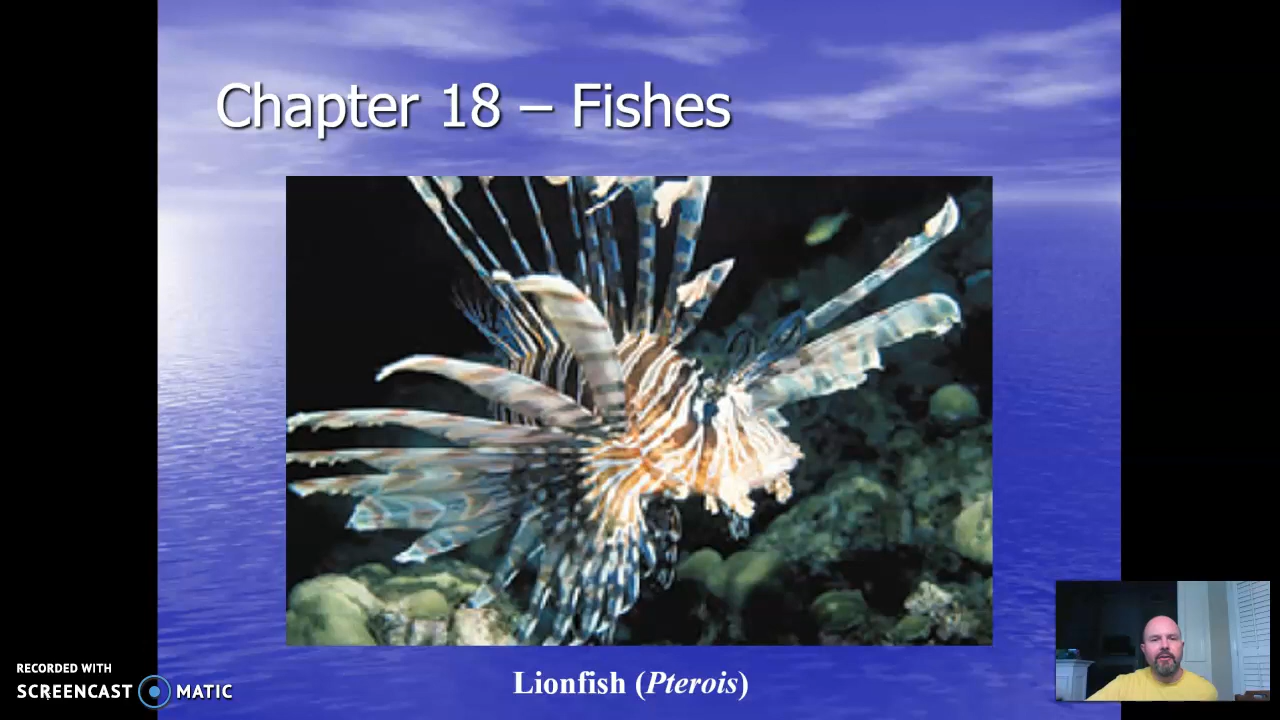 Chapter 18 – Fishes
Lionfish (Pterois)
RECORDED WITH
SCREENCAST MATIC